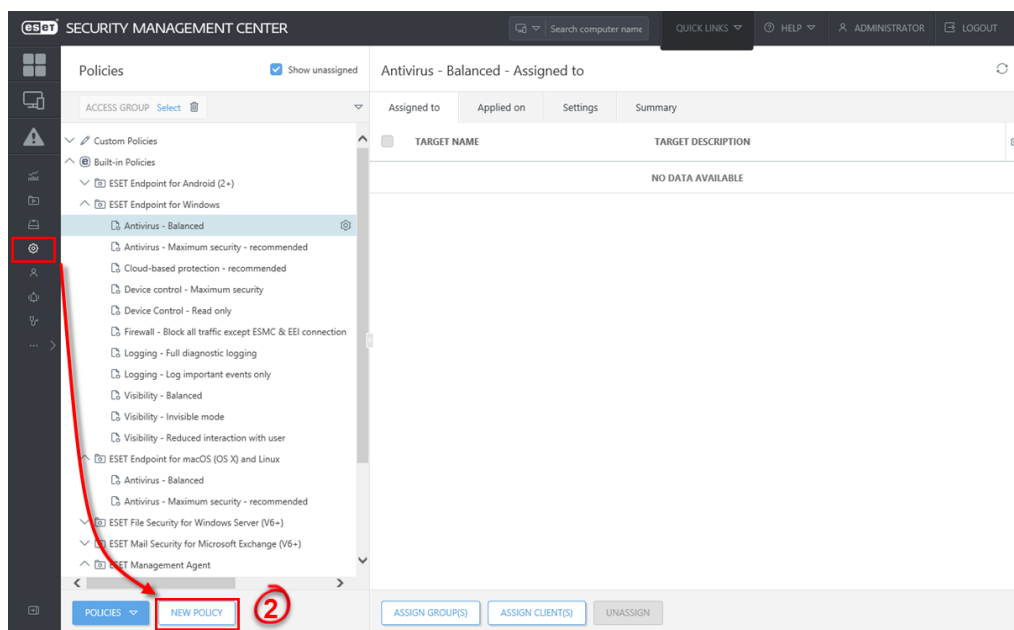 eset SECURITY MANAGEMENT CENTER
Search computer name
QUICK LINKS
HELP
ADMINISTRATOR
LOGOUT
Policies
Show unassigned
ACCESS GROUP Select
Custom Policies
Built-in Policies
ESET Endpoint for Android (2+)
ESET Endpoint for Windows
Antivirus - Balanced
Antivirus - Maximum security - recommended
Cloud-based protection - recommended
Device control - Maximum security
Device Control - Read only
Firewall - Block all traffic except ESMC & EEI connection
Logging - Full diagnostic logging
Logging - Log important events only
Visibility - Balanced
Visibility - Invisible mode
Visibility - Reduced interaction with user
ESET Endpoint for macOS (OS X) and Linux
Antivirus - Balanced
Antivirus - Maximum security - recommended
ESET File Security for Windows Server (V6+)
ESET Mail Security for Microsoft Exchange (V6+)
ESET Management Agent
POLICIES
NEW POLICY
2
Antivirus - Balanced - Assigned to
Assigned to
Applied on
Settings
Summary
TARGET NAME
TARGET DESCRIPTION
NO DATA AVAILABLE
ASSIGN GROUP(S)
ASSIGN CLIENT(S)
UNASSIGN